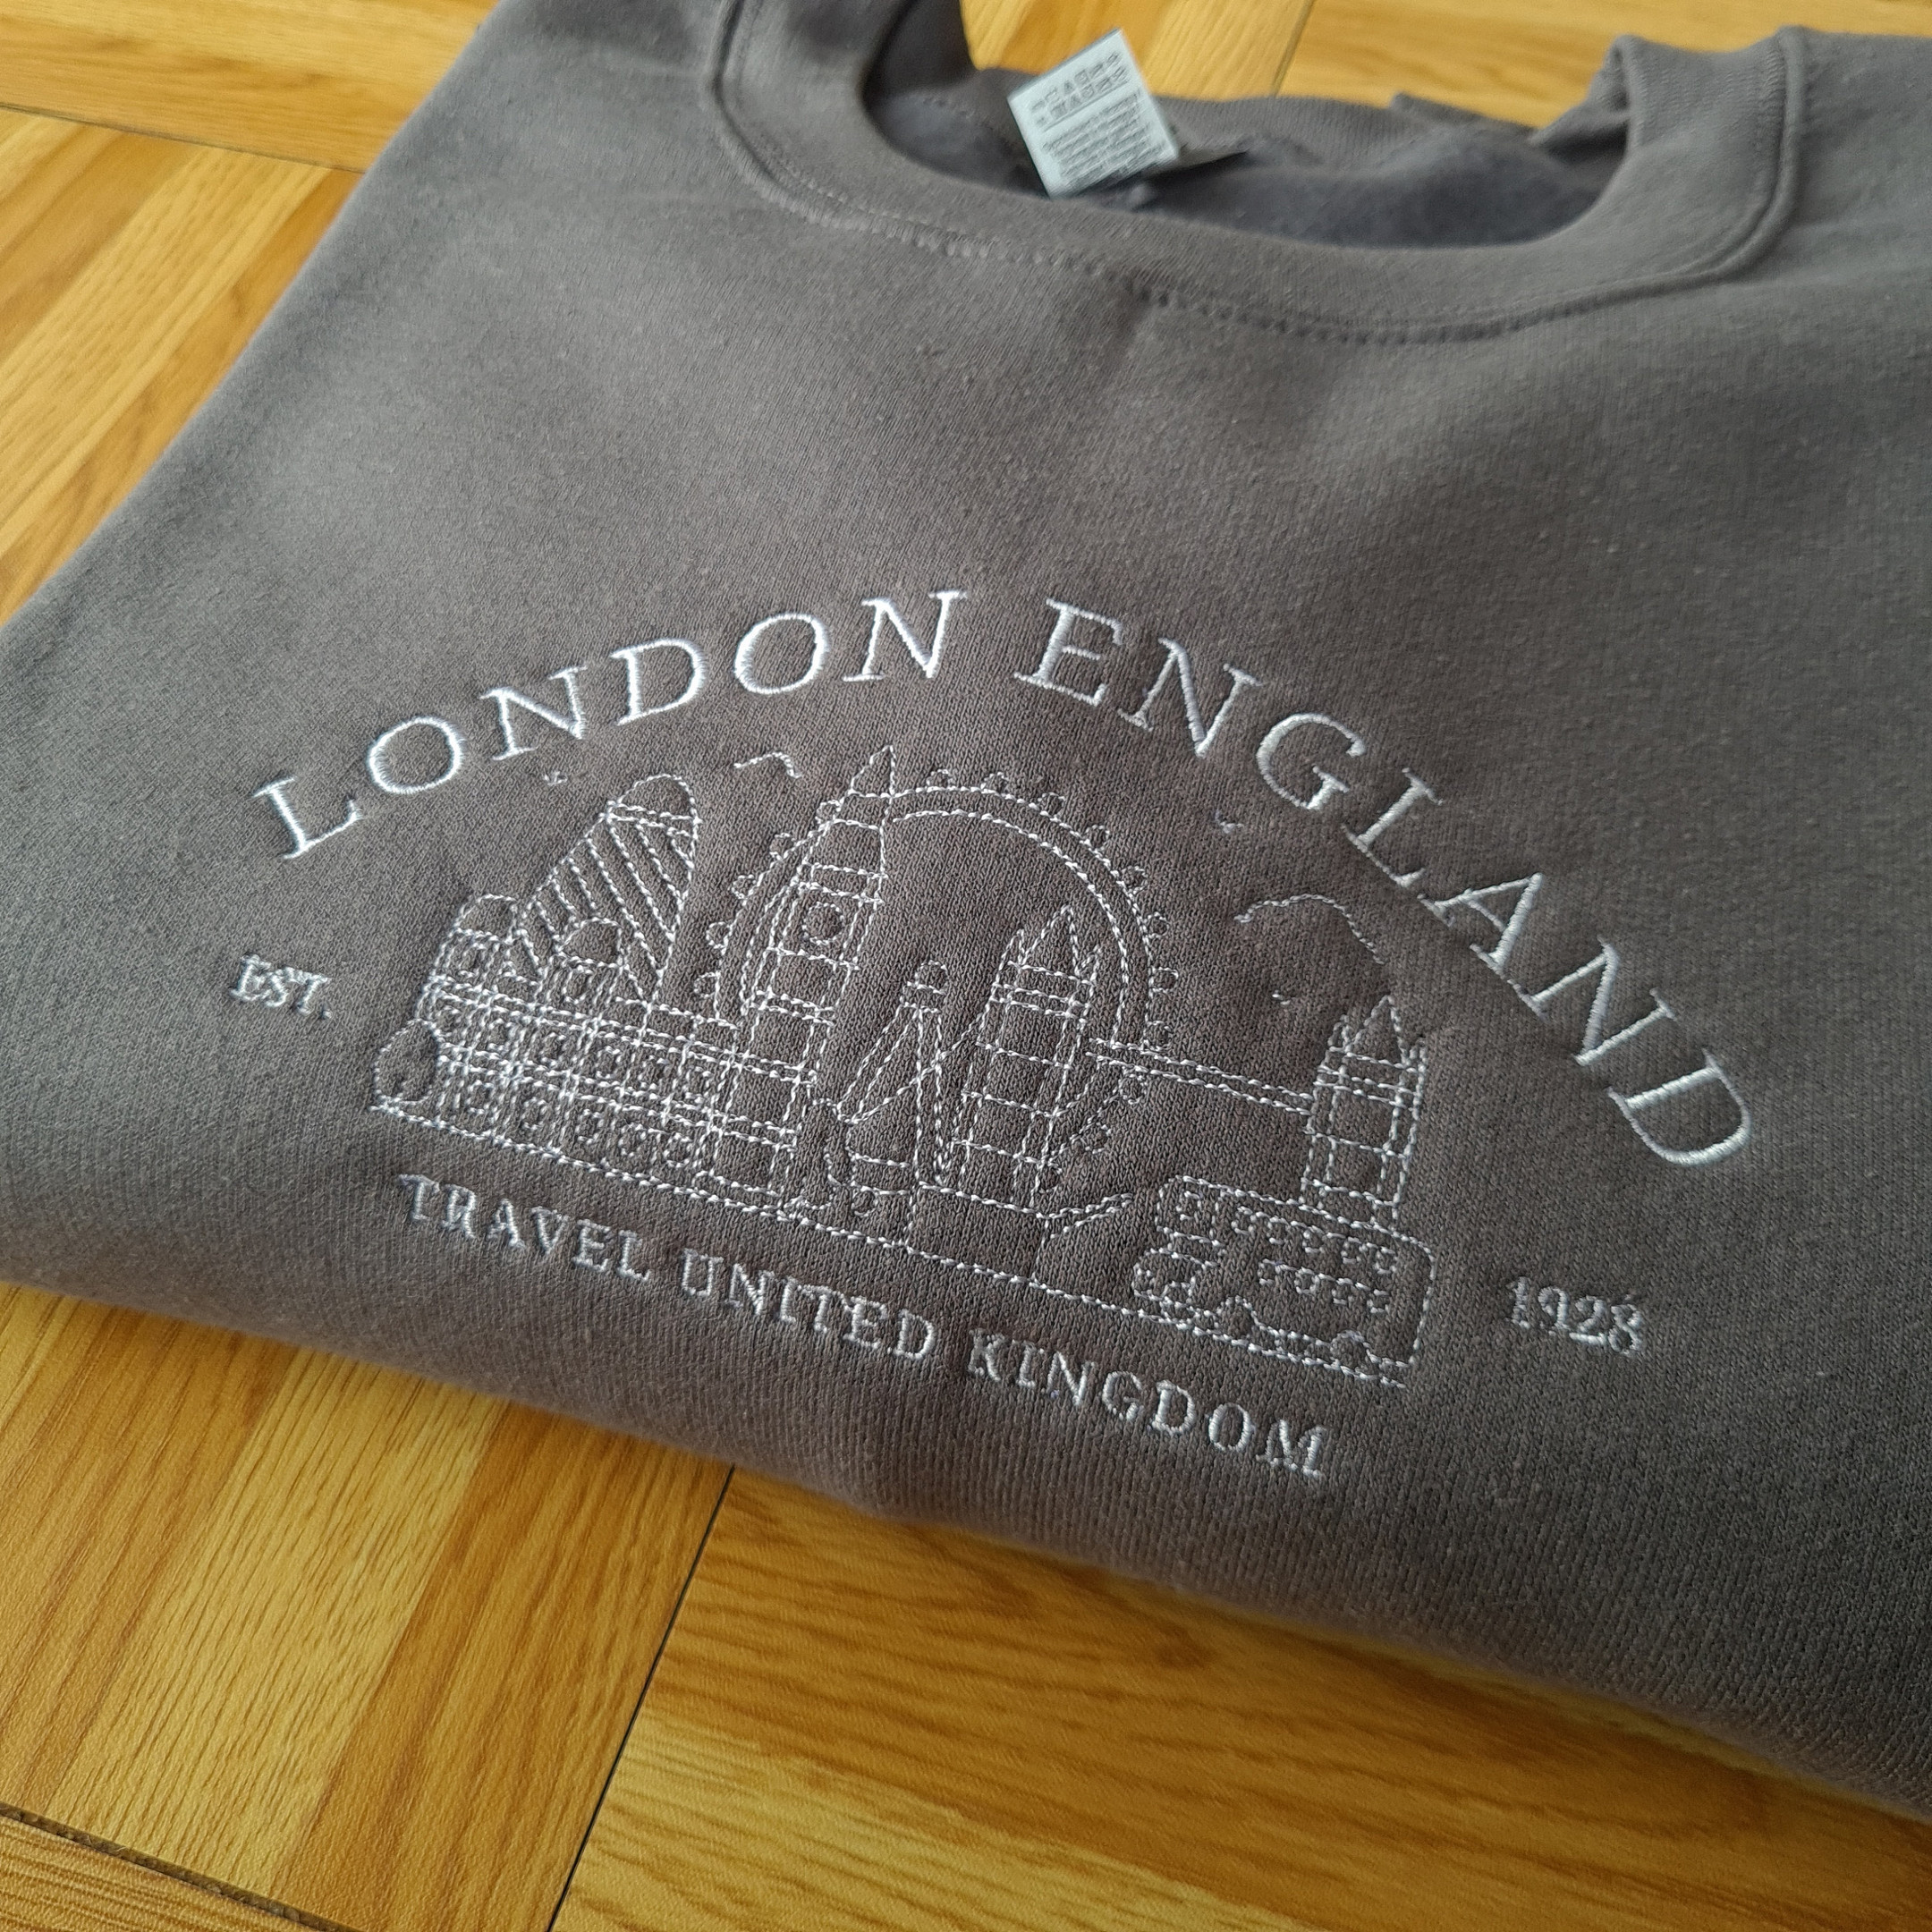 LONDON ENGLAND
EST.
1928
TRAVEL UNITED KINGDOM